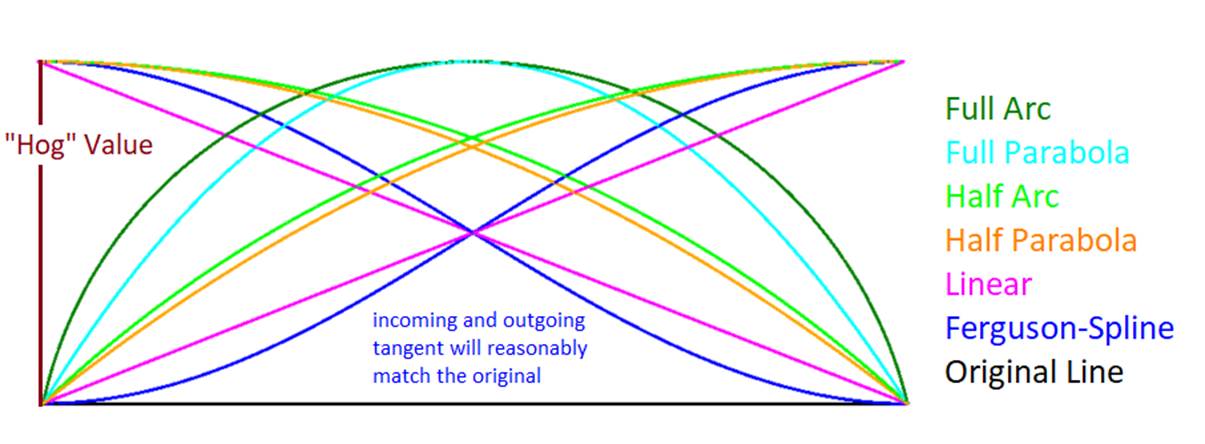 "Hog" Value
incoming and outgoing
tangent will reasonably
match the original
Full Arc
Full Parabola
Half Arc
Half Parabola
Linear
Ferguson-Spline
Original Line